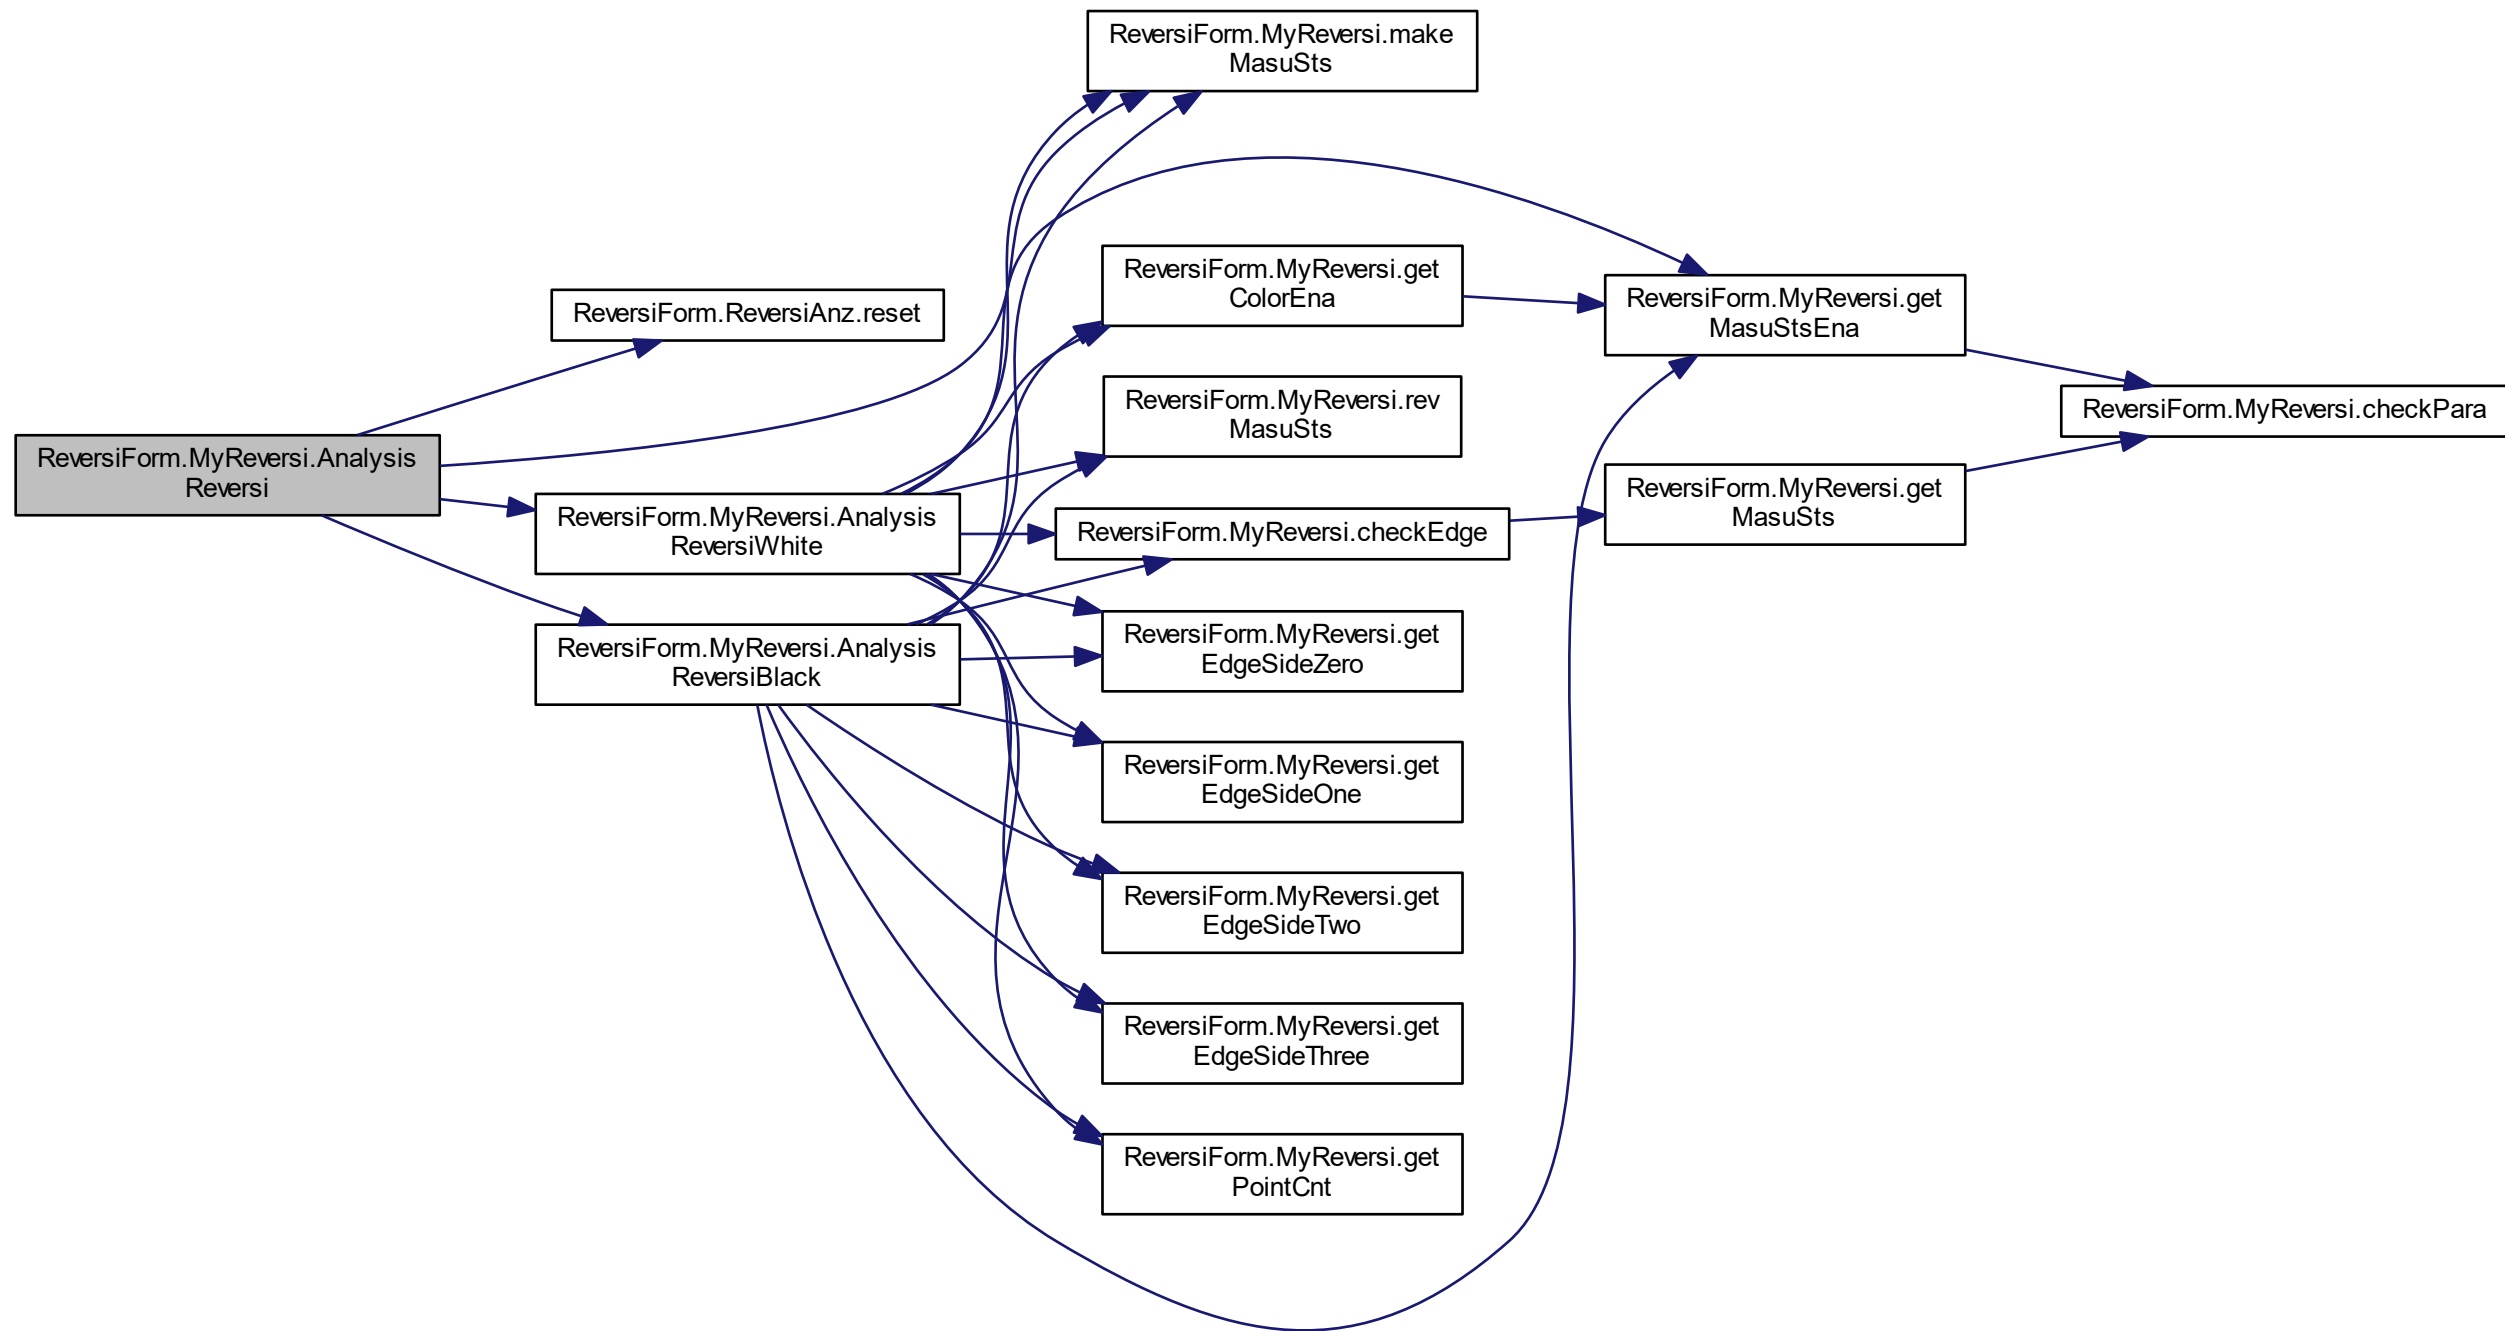 ReversiForm.MyReversi.Analysis
Reversi
ReversiForm.ReversiAnz.reset
ReversiForm.MyReversi.Analysis
ReversiWhite
ReversiForm.MyReversi.Analysis
ReversiBlack
ReversiForm.MyReversi.make
MasuSts
ReversiForm.MyReversi.get
ColorEna
ReversiForm.MyReversi.rev
MasuSts
ReversiForm.MyReversi.checkEdge
ReversiForm.MyReversi.get
EdgeSideZero
ReversiForm.MyReversi.get
EdgeSideOne
ReversiForm.MyReversi.get
EdgeSideTwo
ReversiForm.MyReversi.get
EdgeSideThree
ReversiForm.MyReversi.get
PointCnt
ReversiForm.MyReversi.get
MasuStsEna
ReversiForm.MyReversi.get
MasuSts
ReversiForm.MyReversi.checkPara